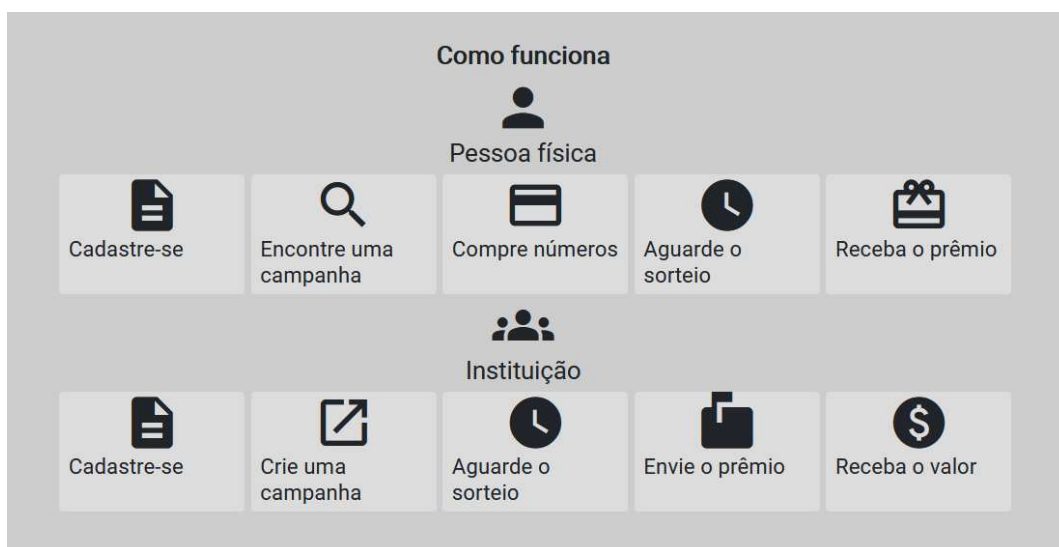 Como funciona
Pessoa física
Cadastre-se
Encontre uma
campanha
Compre números
Aguarde o
sorteio
Receba o prêmio
Instituição
Cadastre-se
Crie uma
campanha
Aguarde o
sorteio
Envie o prêmio
Receba o valor